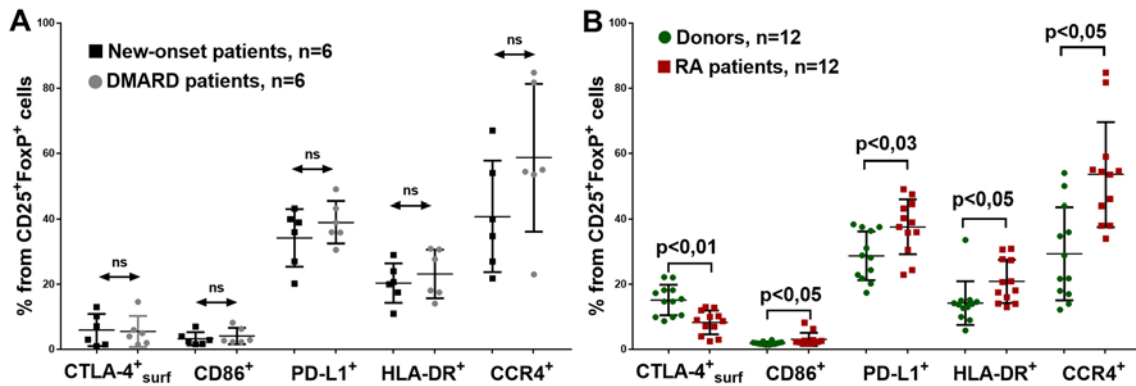 A
% from CD25⁺FoxP⁺ cells
100
80
60
40
20
0
New-onset patients, n=6
DMARD patients, n=6
ns
ns
ns
ns
ns
CTLA-4⁺surf
CD86⁺
PD-L1⁺
HLA-DR⁺
CCR4⁺
B
% from CD25⁺FoxP⁺ cells
100
80
60
40
20
0
Donors, n=12
RA patients, n=12
p<0,01
p<0,05
p<0,03
p<0,05
p<0,05
CTLA-4⁺surf
CD86⁺
PD-L1⁺
HLA-DR⁺
CCR4⁺